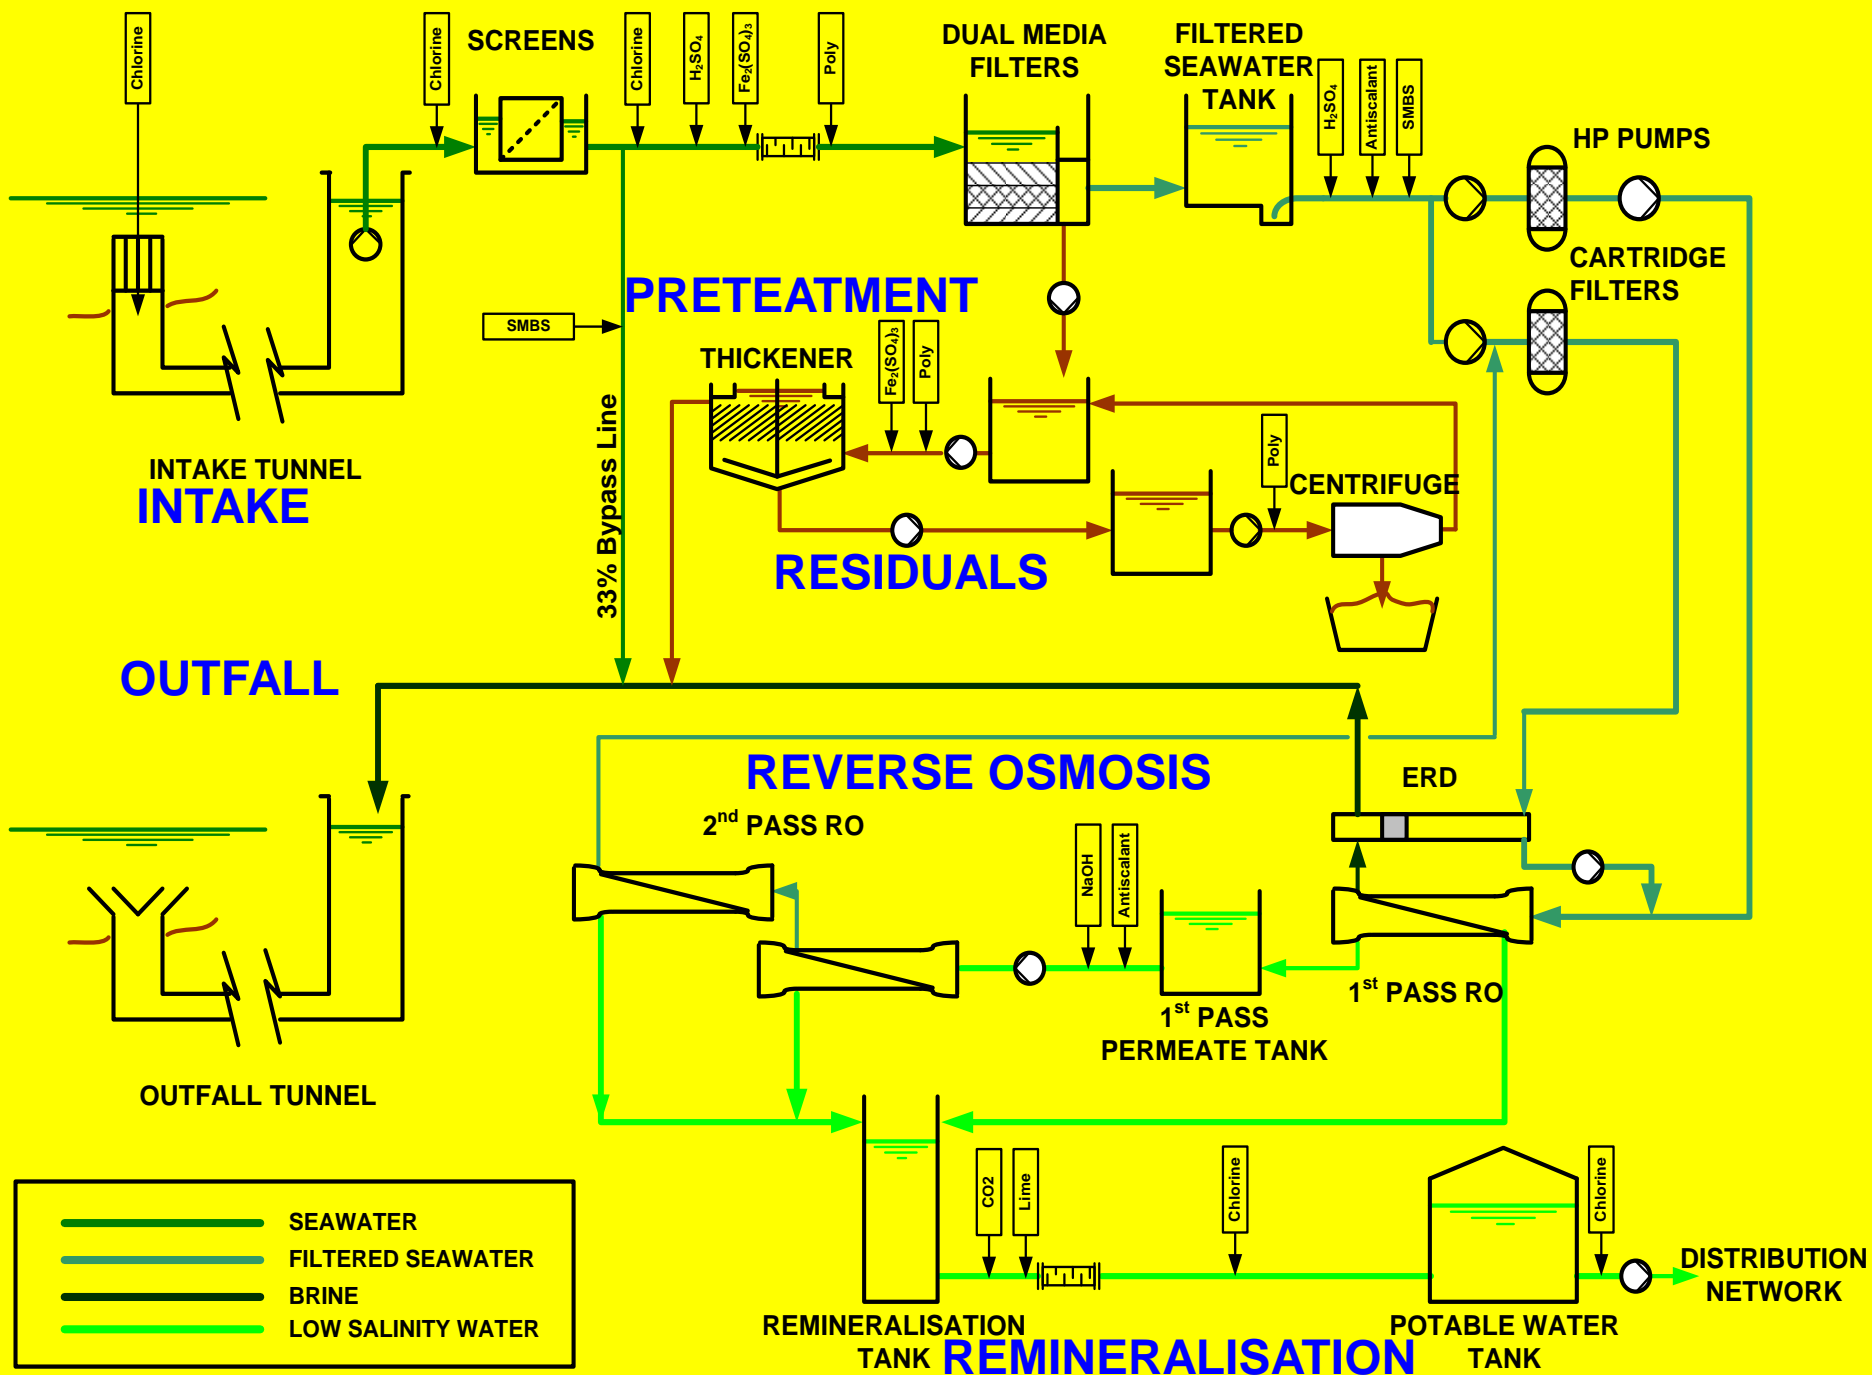 Chlorine
Chlorine
SCREENS
Chlorine
H₂SO₄
Fe₂(SO₄)₃
Poly
DUAL MEDIA
FILTERS
FILTERED
SEAWATER
TANK
H₂SO₄
Antiscalant
SMBS
HP PUMPS
CARTRIDGE
FILTERS
PRETEATMENT
SMBS
THICKENER
Fe₂(SO₄)₃
Poly
33% Bypass Line
Poly
CENTRIFUGE
INTAKE TUNNEL
INTAKE
RESIDUALS
OUTFALL
REVERSE OSMOSIS
ERD
2nd PASS RO
NaOH
Antiscalant
1st PASS RO
1st PASS
PERMEATE TANK
OUTFALL TUNNEL
CO2
Lime
Chlorine
Chlorine
DISTRIBUTION
NETWORK
SEAWATER
FILTERED SEAWATER
BRINE
LOW SALINITY WATER
REMINERALISATION
TANK
REMINERALISATION
POTABLE WATER
TANK